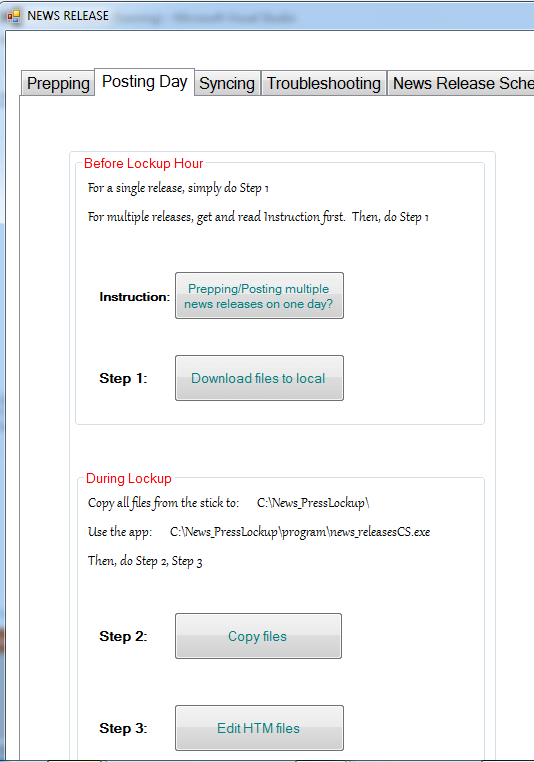 NEWS RELEASE
Prepping Posting Day Syncing Troubleshooting News Release Sche
Before Lockup Hour
For a single release, simply do Step 1
For multiple releases, get and read Instruction first. Then, do Step 1
Instruction:
Prepping/Posting multiple
news releases on one day?
Step 1:
Download files to local
During Lockup
Copy all files from the stick to: C:\News_PressLockup\
Use the app: C:\News_PressLockup\program\news_releasesCS.exe
Then, do Step 2, Step 3
Step 2:
Copy files
Step 3:
Edit HTM files